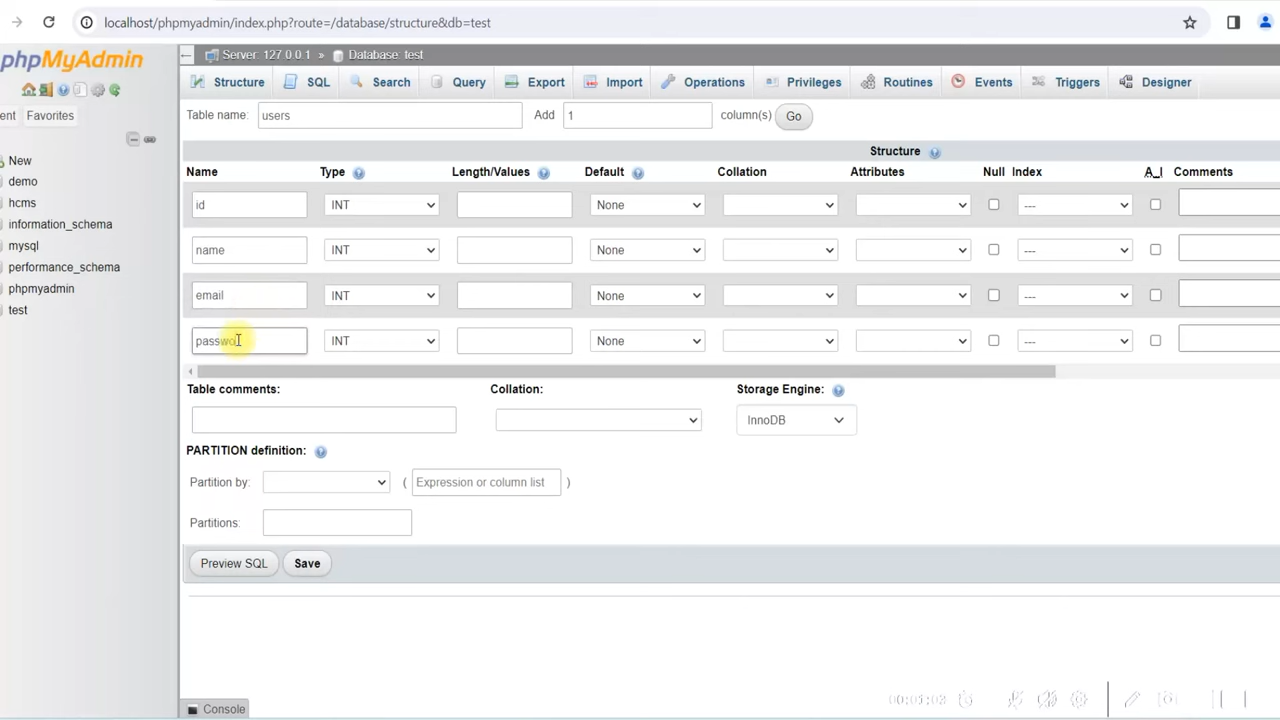 localhost/phpmyadmin/index.php?route=/database/structure&db=test
phpMyAdmin
ent Favorites
New
demo
hcms
information_schema
mysql
performance_schema
phpmyadmin
test
Server: 127.0.0.1 » Database: test
Structure SQL Search Query Export Import Operations Privileges Routines Events Triggers Designer
Table name: users Add 1 column(s) Go
Structure
Name Type Length/Values Default Collation Attributes Null Index A_I Comments
id INT None ---
name INT None ---
email INT None ---
passwo INT None ---
Table comments: Collation: Storage Engine:
InnoDB
PARTITION definition:
Partition by: ( Expression or column list )
Partitions:
Preview SQL Save
Console
00:01:03